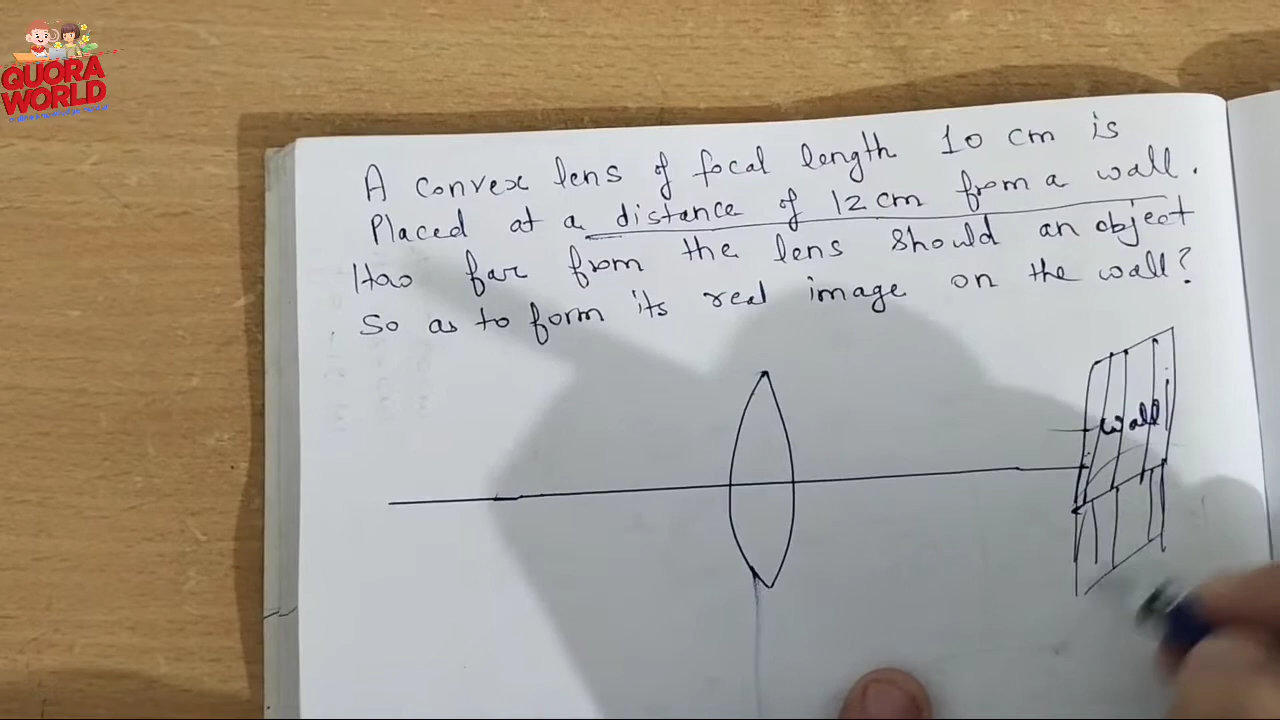 QUORA
WORLD
A convex lens of focal length 10 cm is
Placed at a distance of 12 cm from a wall.
How far from the lens should an object
so as to form its real image on the wall?
wall